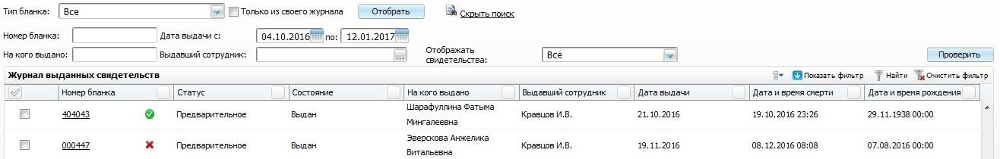 Тип бланка: Все Только из своего журнала Отобрать Скрыть поиск
Номер бланка: Дата выдачи с: 04.10.2016 по: 12.01.2017
На кого выдано: Выдавший сотрудник: ... Отображать свидетельства: Все Проверить
Журнал выданных свидетельств Показать фильтр Найти Очистить фильтр
Номер бланка Статус Состояние На кого выдано Выдавший сотрудник Дата выдачи Дата и время смерти Дата и время рождения
404043 Предварительное Выдан Шарафуллина Фатыма Мингалеевна Кравцов И.В. 21.10.2016 19.10.2016 23:26 29.11.1938 00:00
000447 Предварительное Выдан Эверскова Анжелика Витальевна Кравцов И.В. 19.11.2016 08.12.2016 08:08 07.08.2016 00:00